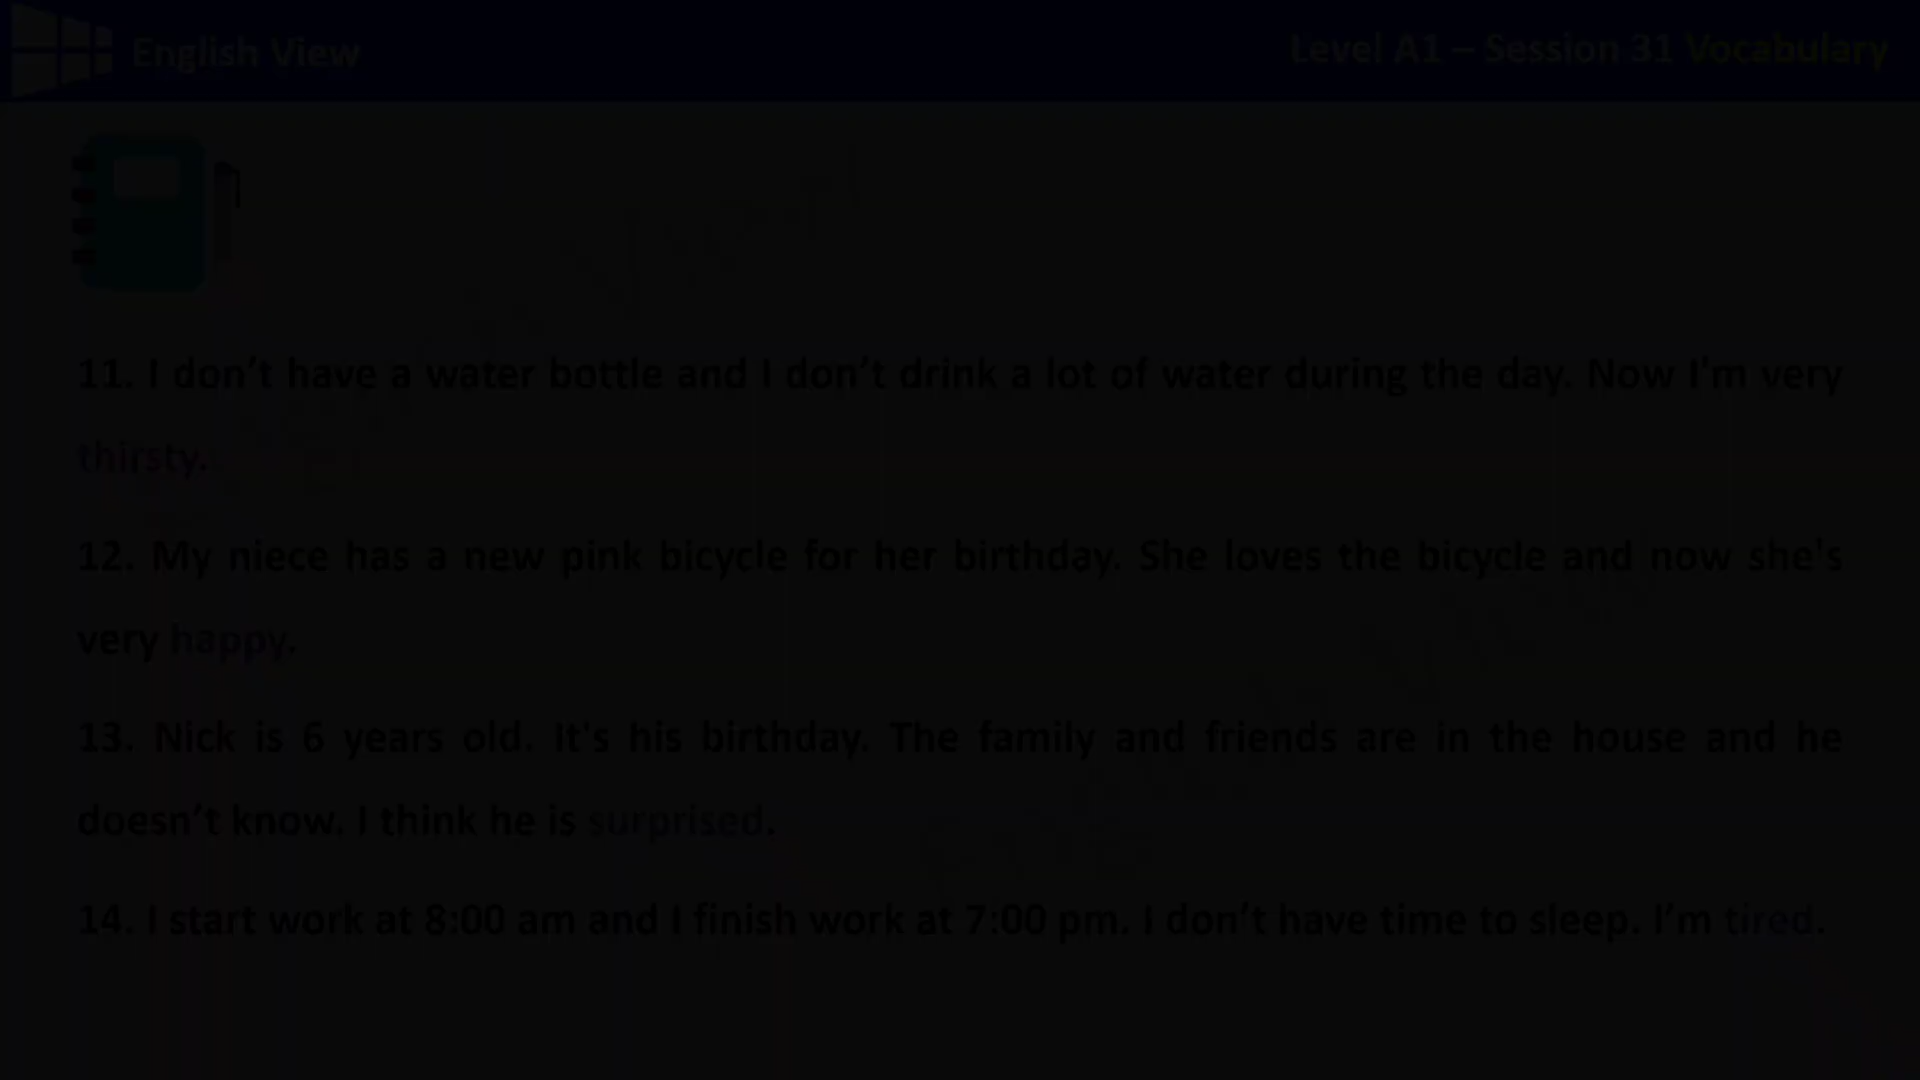 English View
Level A1 – Session 31 Vocabulary
11. I don’t have a water bottle and I don’t drink a lot of water during the day. Now I'm very
thirsty.
12. My niece has a new pink bicycle for her birthday. She loves the bicycle and now she's
very happy.
13. Nick is 6 years old. It's his birthday. The family and friends are in the house and he
doesn’t know. I think he is surprised.
14. I start work at 8:00 am and I finish work at 7:00 pm. I don’t have time to sleep. I’m tired.